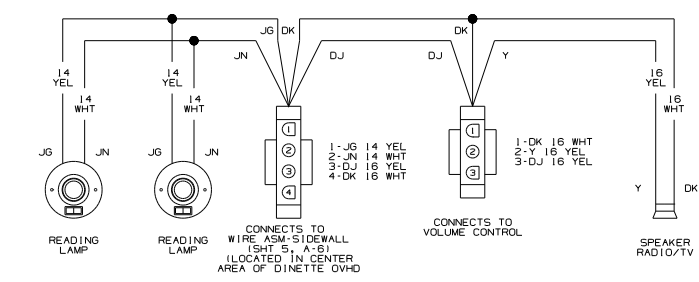 JG DK
DK
JN
DJ
DJ
Y
14
YEL
14
WHT
14
YEL
14
WHT
16
YEL
16
WHT
JG
JN
JG
JN
1
2
3
4
1-JG 14 YEL
2-JN 14 WHT
3-DJ 16 YEL
4-DK 16 WHT
1
2
3
1-DK 16 WHT
2-Y 16 YEL
3-DJ 16 YEL
Y
DK
READING
LAMP
READING
LAMP
CONNECTS TO
WIRE ASM-SIDEWALL
(SHT 5, A-6)
(LOCATED IN CENTER
AREA OF DINETTE OVHD
CONNECTS TO
VOLUME CONTROL
SPEAKER
RADIO/TV